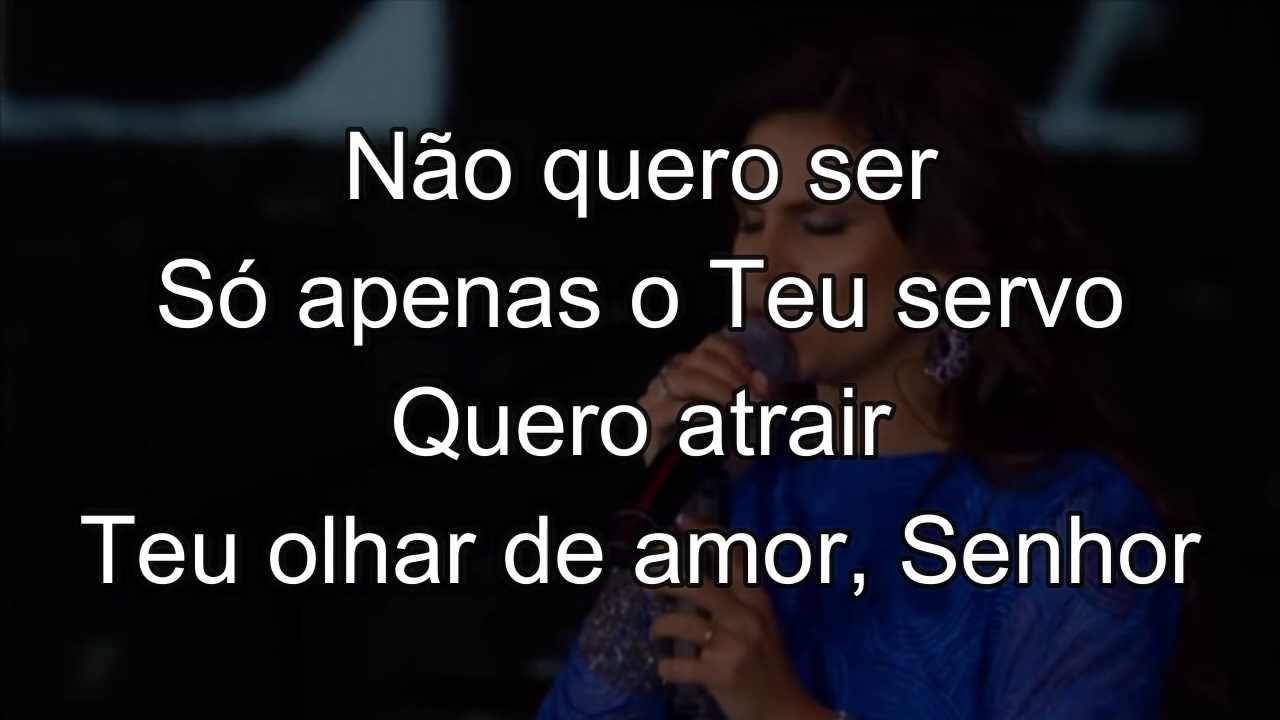 Não quero ser
Só apenas o Teu servo
Quero atrair
Teu olhar de amor, Senhor